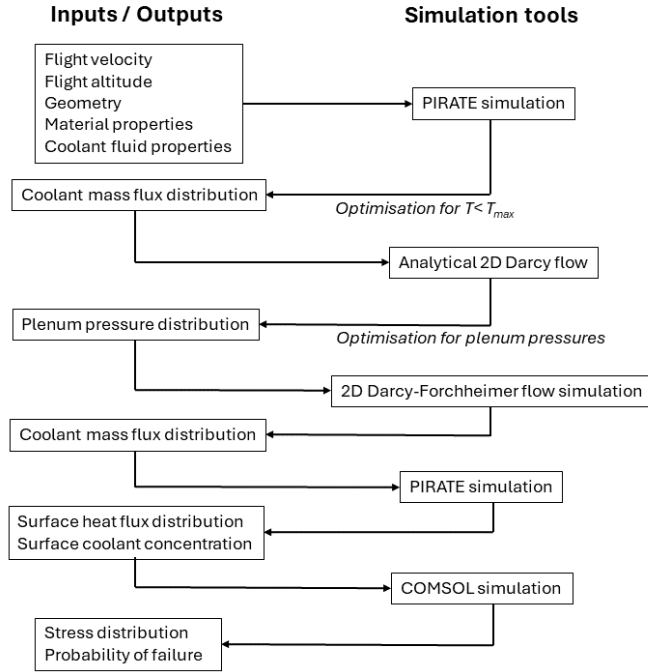 Inputs / Outputs
Simulation tools
Flight velocity
Flight altitude
Geometry
Material properties
Coolant fluid properties
PIRATE simulation
Coolant mass flux distribution
Optimisation for T< Tmax
Analytical 2D Darcy flow
Plenum pressure distribution
Optimisation for plenum pressures
2D Darcy-Forchheimer flow simulation
Coolant mass flux distribution
PIRATE simulation
Surface heat flux distribution
Surface coolant concentration
COMSOL simulation
Stress distribution
Probability of failure